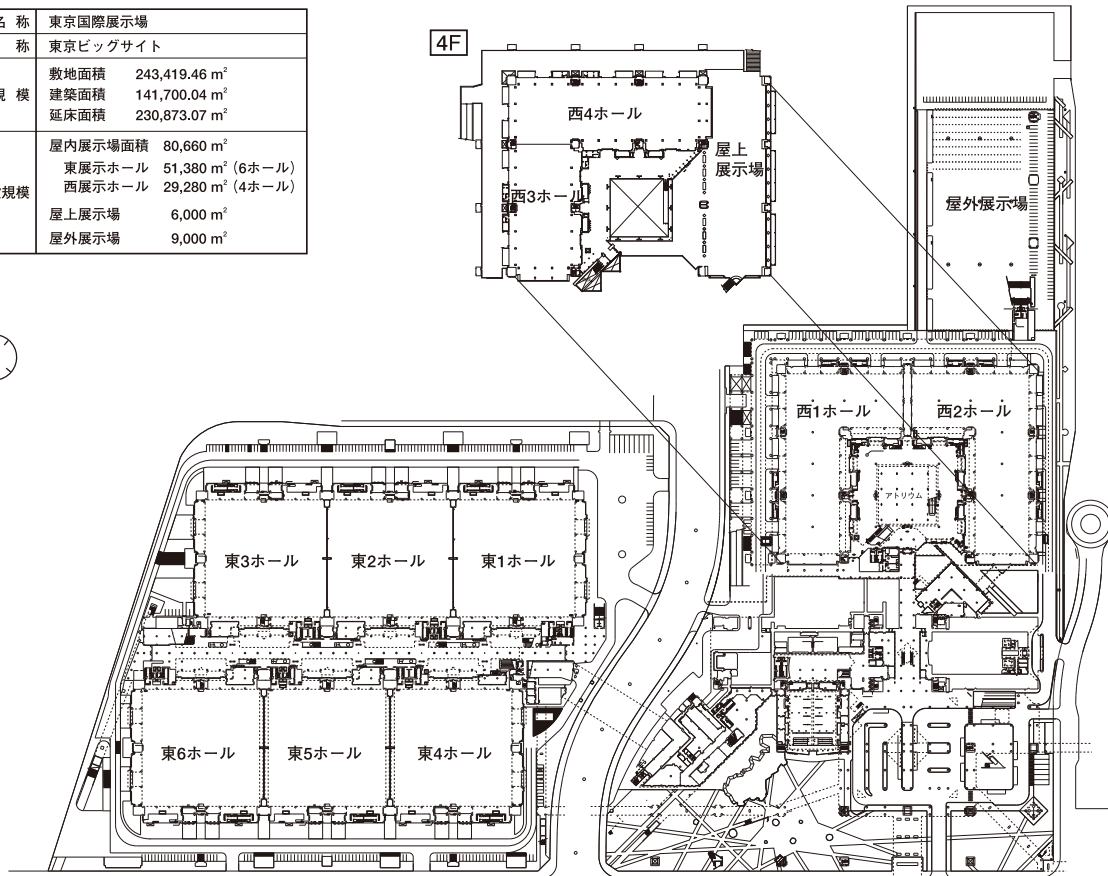 名 称 東京国際展示場
称 東京ビッグサイト
規 模 敷地面積 243,419.46 m²
建築面積 141,700.04 m²
延床面積 230,873.07 m²
規模 屋内展示場面積 80,660 m²
東展示ホール 51,380 m² (6ホール)
西展示ホール 29,280 m² (4ホール)
屋上展示場 6,000 m²
屋外展示場 9,000 m²
4F
西4ホール
屋上
展示場
西3ホール
屋外展示場
西1ホール
西2ホール
アトリウム
東3ホール
東2ホール
東1ホール
東6ホール
東5ホール
東4ホール